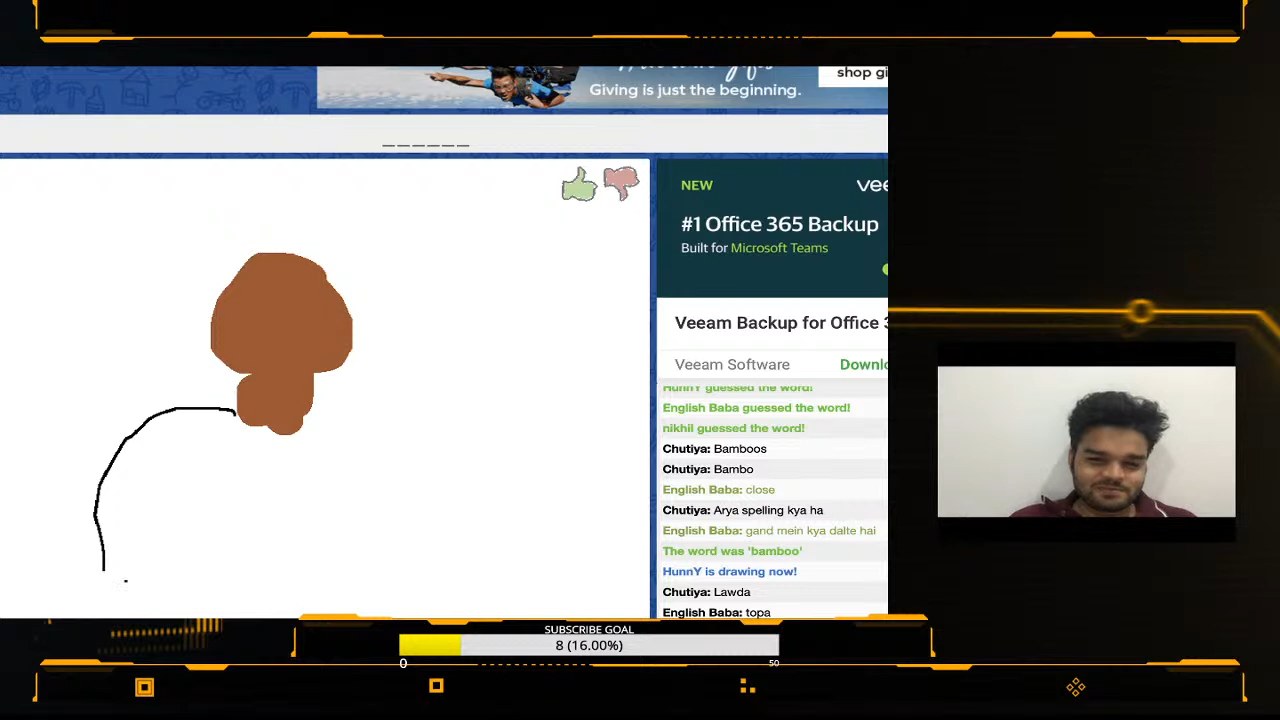 shop gi
Giving is just the beginning.
______
NEW
vee
#1 Office 365 Backup
Built for Microsoft Teams
Veeam Backup for Office 3
Veeam Software
Downlo
HunnY guessed the word!
English Baba guessed the word!
nikhil guessed the word!
Chutiya: Bamboos
Chutiya: Bambo
English Baba: close
Chutiya: Arya spelling kya ha
English Baba: gand mein kya dalte hai
The word was 'bamboo'
HunnY is drawing now!
Chutiya: Lawda
English Baba: topa
SUBSCRIBE GOAL
8 (16.00%)
0
50